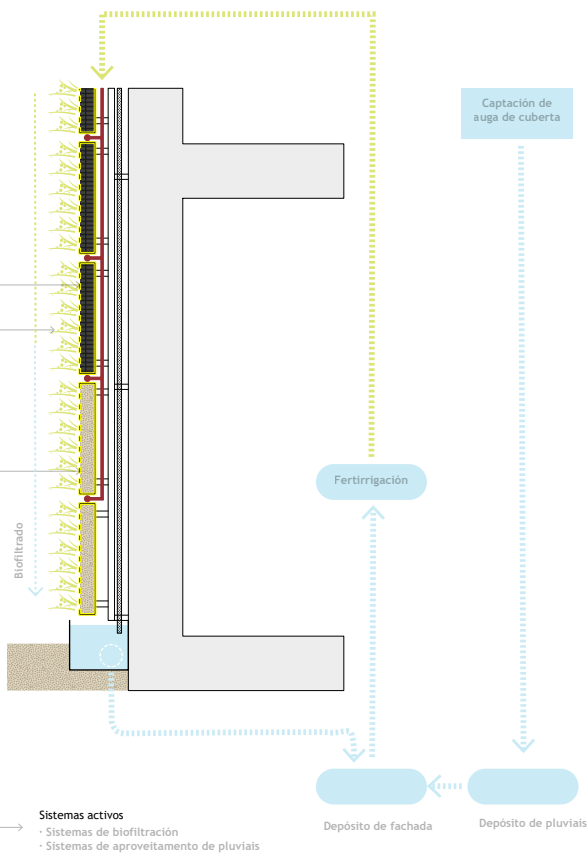 Captación de
auga de cuberta
Fertirrigación
Biofiltrado
Depósito de fachada
Depósito de pluviais
Sistemas activos
· Sistemas de biofiltración
· Sistemas de aproveitamento de pluviais